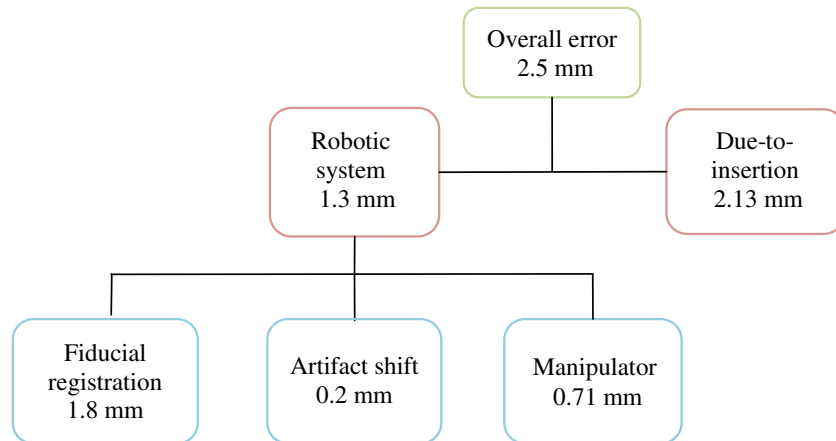 Overall error
2.5 mm
Robotic
system
1.3 mm
Due-to-
insertion
2.13 mm
Fiducial
registration
1.8 mm
Artifact shift
0.2 mm
Manipulator
0.71 mm